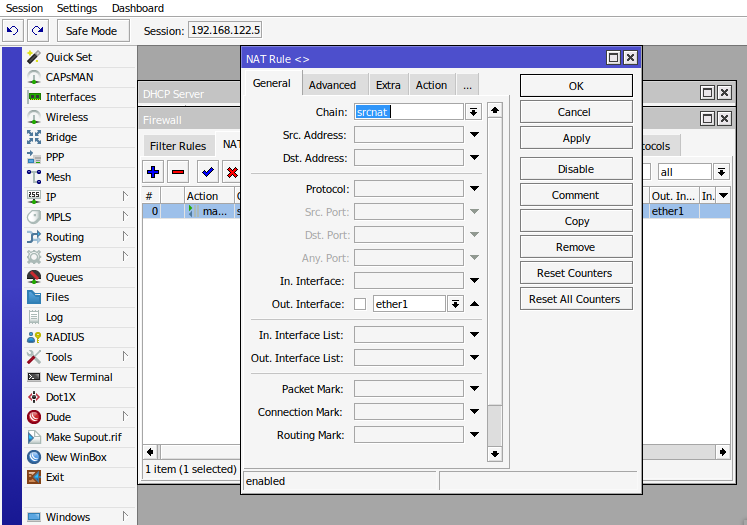 Session Settings Dashboard
Safe Mode Session: 192.168.122.5
Quick Set
CAPsMAN
Interfaces
Wireless
Bridge
PPP
Mesh
IP
MPLS
Routing
System
Queues
Files
Log
RADIUS
Tools
New Terminal
Dot1X
Dude
Make Supout.rif
New WinBox
Exit
Windows
DHCP Server
Firewall
Filter Rules NAT
all
# Action Out. In... In.
0 ma... ether1
1 item (1 selected)
NAT Rule <>
General Advanced Extra Action ...
Chain: srcnat
Src. Address:
Dst. Address:
Protocol:
Src. Port:
Dst. Port:
Any. Port:
In. Interface:
Out. Interface: ether1
In. Interface List:
Out. Interface List:
Packet Mark:
Connection Mark:
Routing Mark:
enabled
OK
Cancel
Apply
Disable
Comment
Copy
Remove
Reset Counters
Reset All Counters